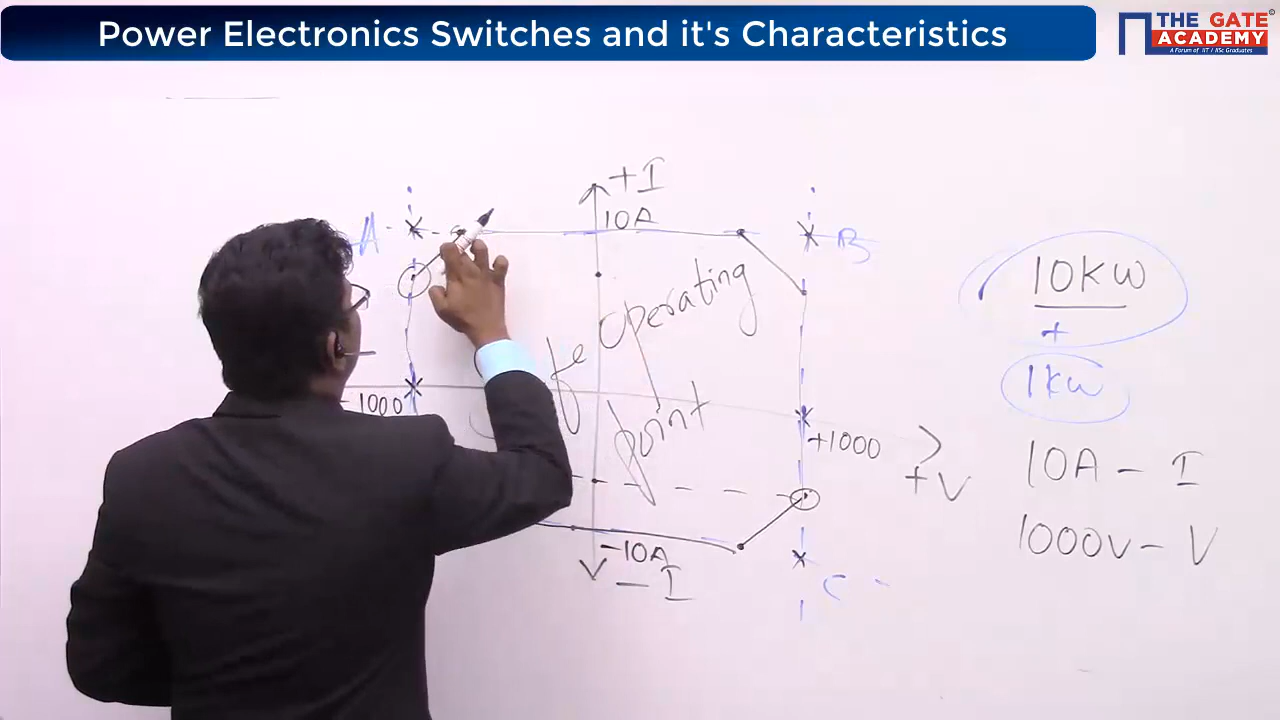 Power Electronics Switches and it's Characteristics
THE GATE
ACADEMY
A Forum of IIT / IISc Graduates
+I
10A
A
B
operating
point
10KW
+
1KW
-1000
+1000
+V
10A - I
1000V - V
-10A
- I
C